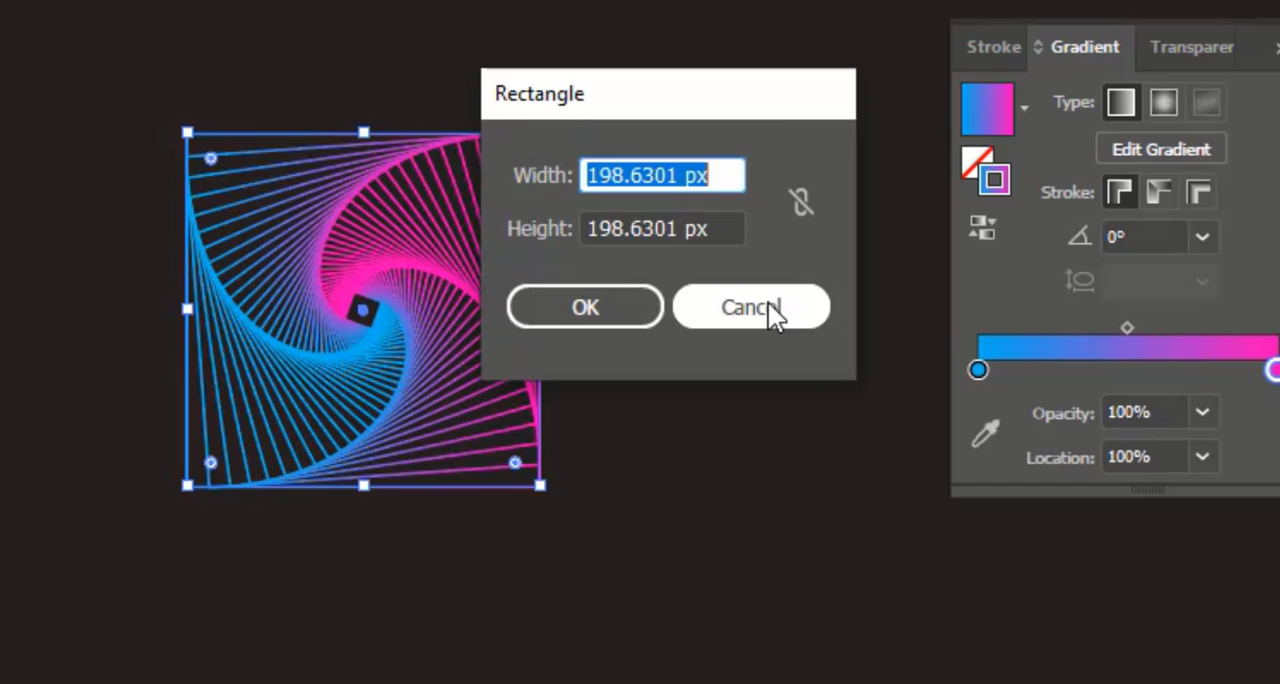 Stroke
Gradient
Transparer
Rectangle
Type:
Edit Gradient
Width: 198.6301 px
Stroke:
Height: 198.6301 px
0°
OK
Cancel
Opacity: 100%
Location: 100%